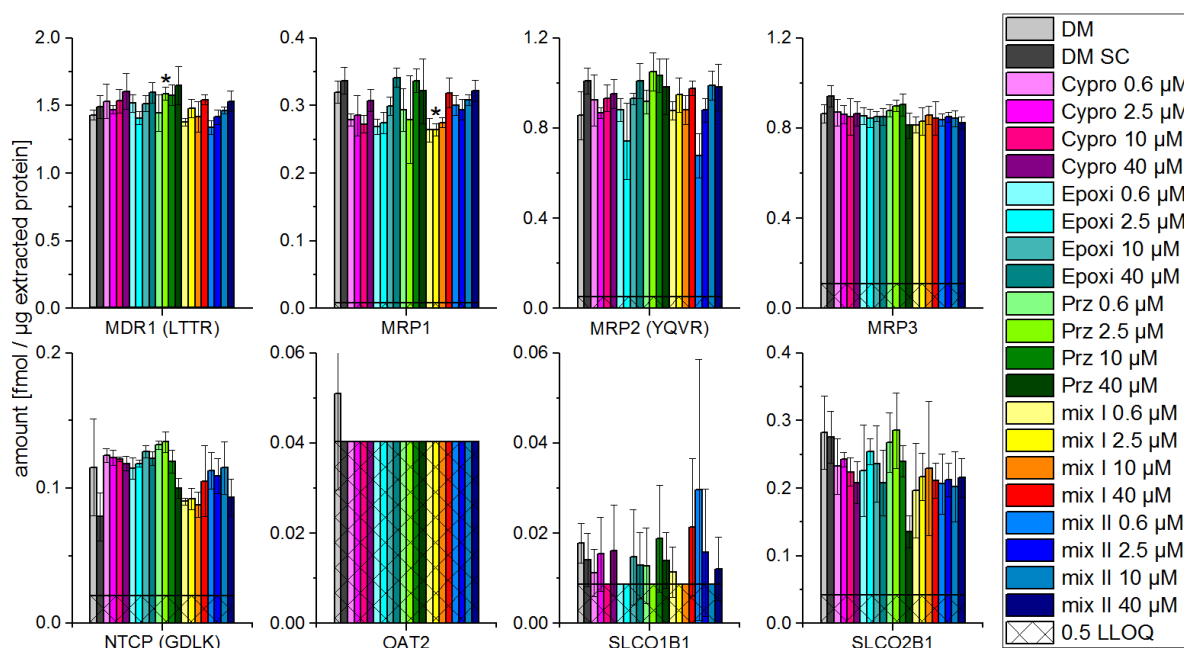 amount [fmol / µg extracted protein]
2.0
1.5
1.0
0.5
0.0
*
MDR1 (LTTR)
0.4
0.3
0.2
0.1
0.0
*
MRP1
1.2
0.8
0.4
0.0
MRP2 (YQVR)
1.2
0.8
0.4
0.0
MRP3
0.2
0.1
0.0
NTCP (GDLK)
0.06
0.04
0.02
0.00
OAT2
0.06
0.04
0.02
0.00
SLCO1B1
0.4
0.3
0.2
0.1
0.0
SLCO2B1
DM
DM SC
Cypro 0.6 µM
Cypro 2.5 µM
Cypro 10 µM
Cypro 40 µM
Epoxi 0.6 µM
Epoxi 2.5 µM
Epoxi 10 µM
Epoxi 40 µM
Prz 0.6 µM
Prz 2.5 µM
Prz 10 µM
Prz 40 µM
mix I 0.6 µM
mix I 2.5 µM
mix I 10 µM
mix I 40 µM
mix II 0.6 µM
mix II 2.5 µM
mix II 10 µM
mix II 40 µM
0.5 LLOQ